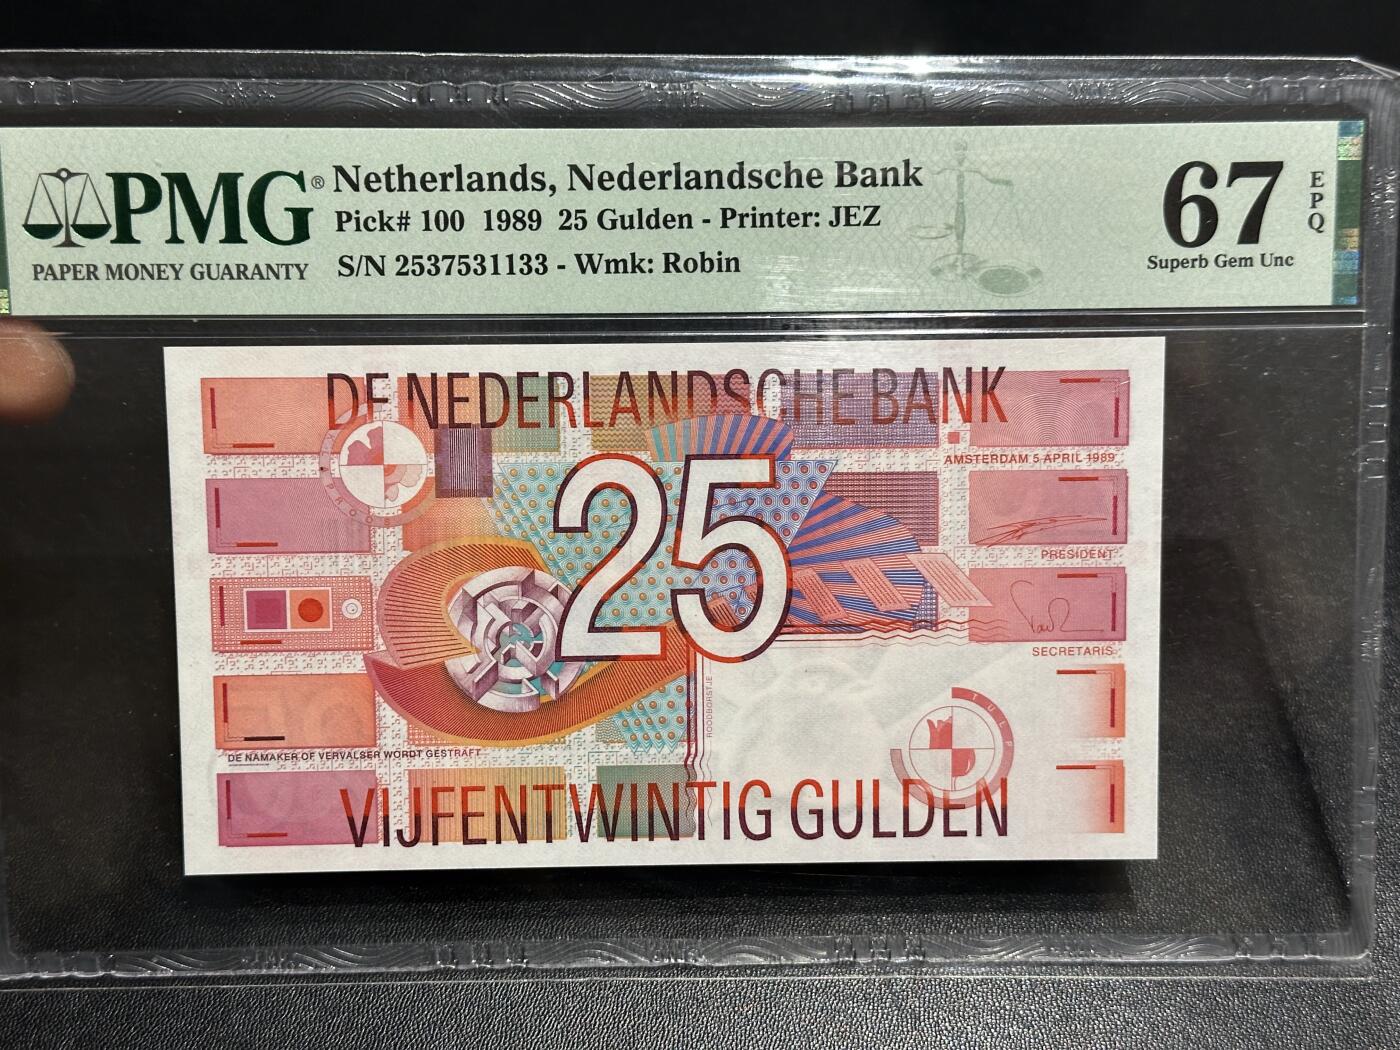 PMG®
PAPER MONEY GUARANTY
Netherlands, Nederlandsche Bank
Pick# 100 1989 25 Gulden - Printer: JEZ
S/N 2537531133 - Wmk: Robin
67
EPQ
Superb Gem Unc
DE NEDERLANDSCHE BANK
AMSTERDAM 5 APRIL 1989
25
PRESIDENT
SECRETARIS
ROODBORSTJE
TULP
DE NAMAKER OF VERVALSER WORDT GESTRAFT
VIJFENTWINTIG GULDEN